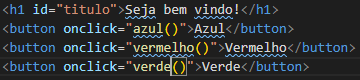 <h1 id="titulo">Seja bem vindo!</h1>
<button onclick="azul()">Azul</button>
<button onclick="vermelho()">Vermelho</button>
<button onclick="verde()">Verde</button>